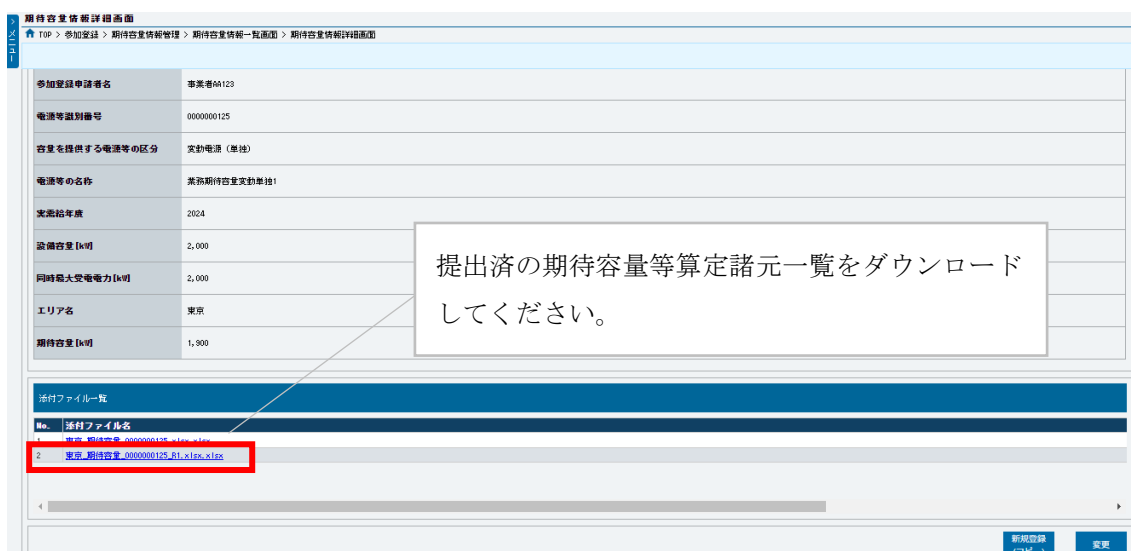 期待容量情報詳細画面
> メニュー
TOP > 参加登録 > 期待容量情報管理 > 期待容量情報一覧画面 > 期待容量情報詳細画面
参加登録申請者名 事業者AA123
電源等識別番号 0000000125
容量を提供する電源等の区分 変動電源（単独）
電源等の名称 業務期待容量変動単独1
実需給年度 2024
設備容量[kW] 2,000
同時最大受電電力[kW] 2,000
エリア名 東京
期待容量[kW] 1,900
提出済の期待容量等算定諸元一覧をダウンロード
してください。
添付ファイル一覧
No. 添付ファイル名
1 東京_期待容量_0000000125.xlsx.xlsx
2 東京_期待容量_0000000125_R1.xlsx.xlsx
新規登録
(コピー)
変更